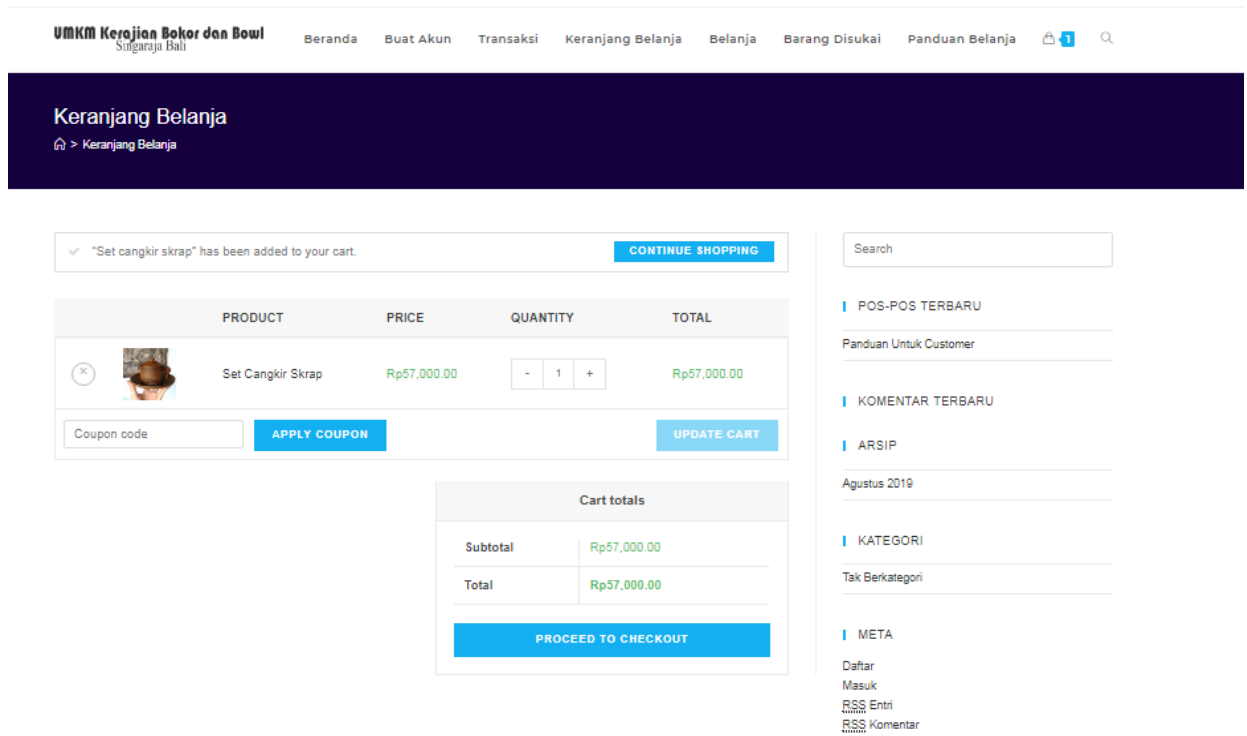 UMKM Kerajian Bokor dan Bowl
Singaraja Bali
Beranda Buat Akun Transaksi Keranjang Belanja Belanja Barang Disukai Panduan Belanja 1
Keranjang Belanja
> Keranjang Belanja
"Set cangkir skrap" has been added to your cart. CONTINUE SHOPPING
PRODUCT PRICE QUANTITY TOTAL
Set Cangkir Skrap Rp57,000.00 - 1 + Rp57,000.00
Coupon code APPLY COUPON UPDATE CART
Cart totals
Subtotal Rp57,000.00
Total Rp57,000.00
PROCEED TO CHECKOUT
Search
POS-POS TERBARU
Panduan Untuk Customer
KOMENTAR TERBARU
ARSIP
Agustus 2019
KATEGORI
Tak Berkategori
META
Daftar
Masuk
RSS Entri
RSS Komentar